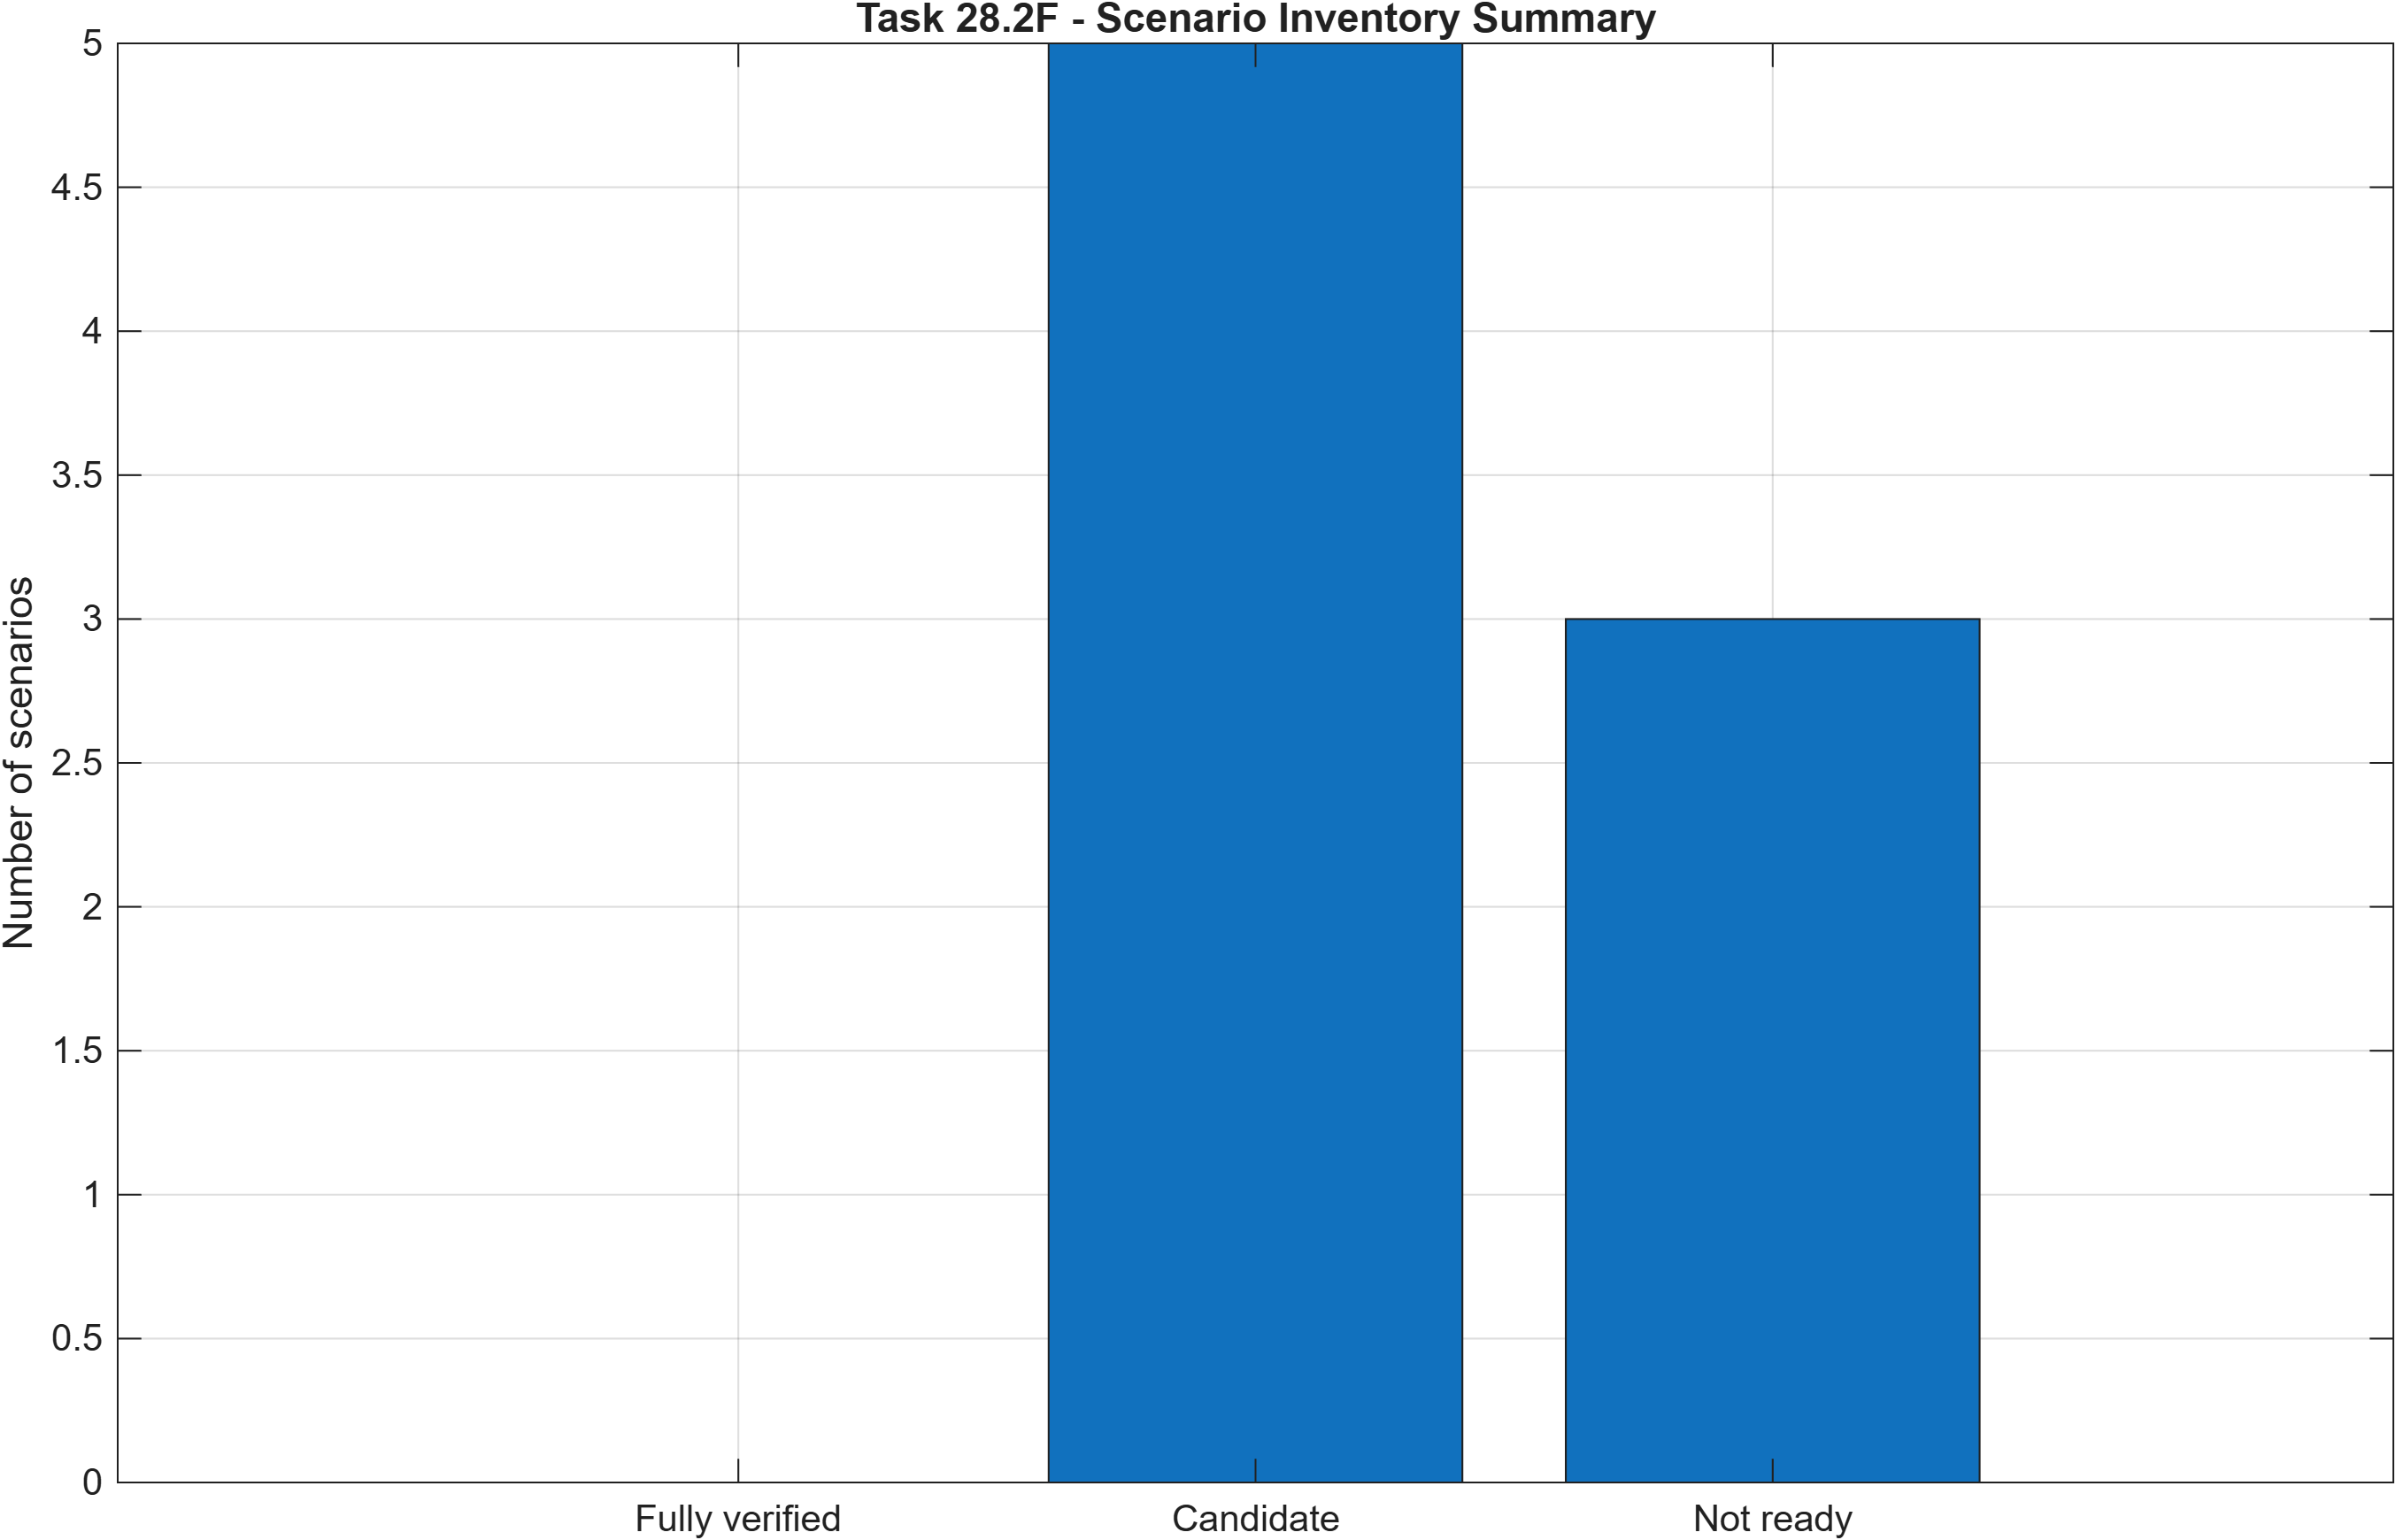 Task 28.2F - Scenario Inventory Summary
5
4.5
4
3.5
3
2.5
2
1.5
1
0.5
0
Number of scenarios
Fully verified
Candidate
Not ready